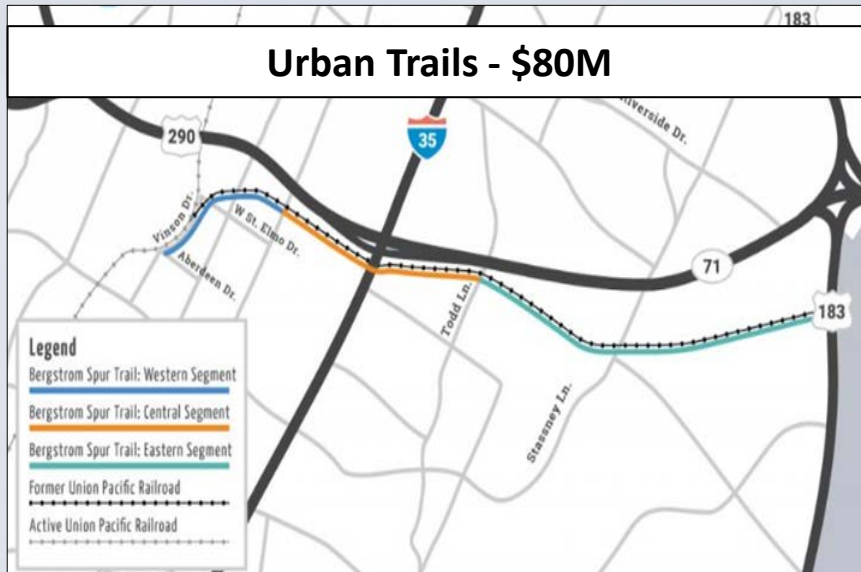 183
Urban Trails - $80M
Riverside Dr.
290
35
Vinson Dr.
W St. Elmo Dr.
Aberdeen Dr.
71
Todd Ln.
183
Stassney Ln.
Legend
Bergstrom Spur Trail: Western Segment
Bergstrom Spur Trail: Central Segment
Bergstrom Spur Trail: Eastern Segment
Former Union Pacific Railroad
Active Union Pacific Railroad